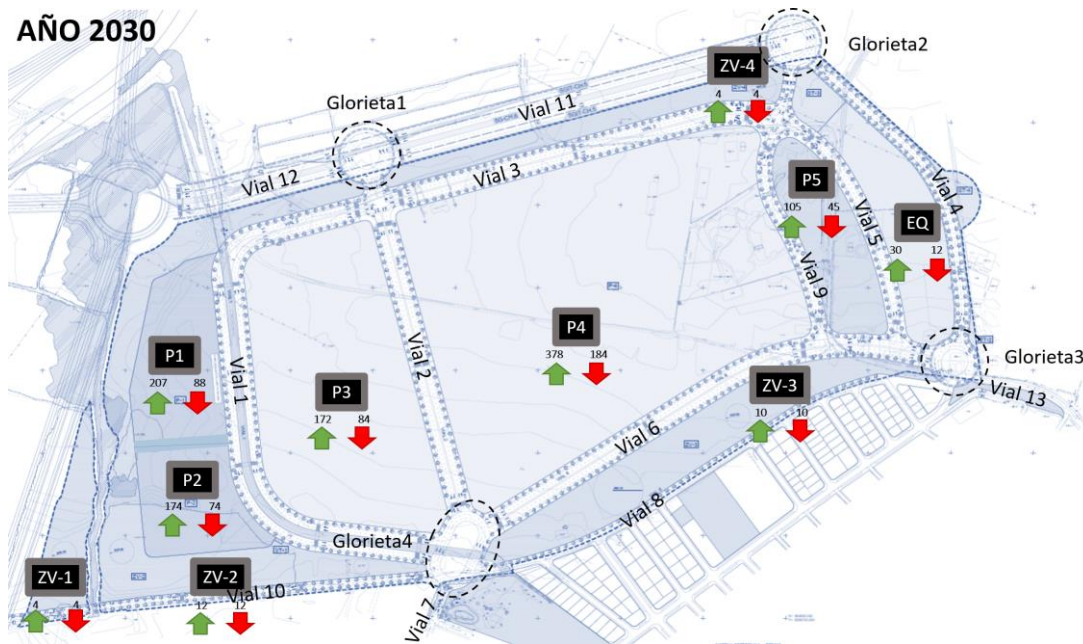 AÑO 2030
Glorieta2
ZV-4
4 4
Glorieta1
Vial 11
Vial 12
Vial 3
P5
105 45
Vial 4
Vial 5
EQ
30 12
Vial 9
P4
378 184
Vial 2
P1
207 88
Vial 1
P3
172 84
Glorieta3
ZV-3
10 10
Vial 13
Vial 6
P2
174 74
Vial 8
Glorieta4
ZV-1
4 4
ZV-2
Vial 10
12 12
Vial 7